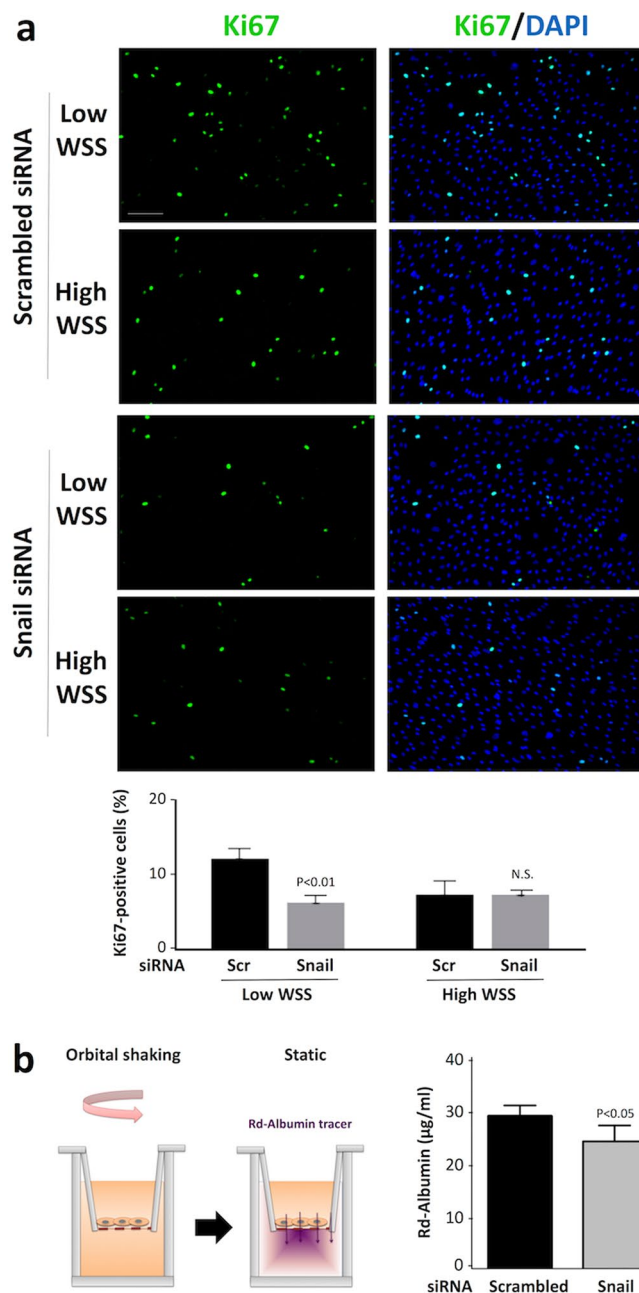 a
Ki67
Ki67/DAPI
Scrambled siRNA
Low
WSS
High
WSS
Snail siRNA
Low
WSS
High
WSS
Ki67-positive cells (%)
20
10
0
P<0.01
N.S.
siRNA
Scr
Snail
Scr
Snail
Low WSS
High WSS
b
Orbital shaking
Static
Rd-Albumin tracer
Rd-Albumin (µg/ml)
40
30
20
10
0
P<0.05
siRNA
Scrambled
Snail